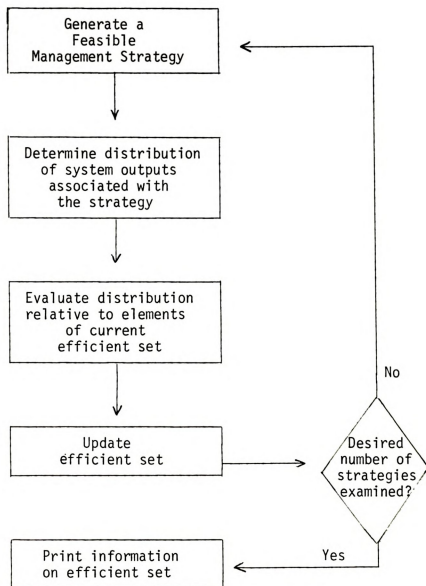 Generate a
Feasible
Management Strategy
Determine distribution
of system outputs
associated with
the strategy
Evaluate distribution
relative to elements
of current
efficient set
Update
efficient set
Desired
number of
strategies
examined?
No
Yes
Print information
on efficient set